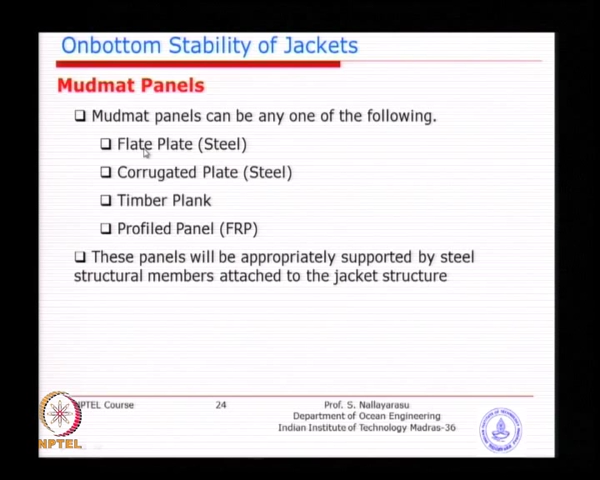 Onbottom Stability of Jackets
Mudmat Panels
Mudmat panels can be any one of the following.
Flate Plate (Steel)
Corrugated Plate (Steel)
Timber Plank
Profiled Panel (FRP)
These panels will be appropriately supported by steel
structural members attached to the jacket structure
NPTEL Course
24
Prof. S. Nallayarasu
Department of Ocean Engineering
Indian Institute of Technology Madras-36
NPTEL